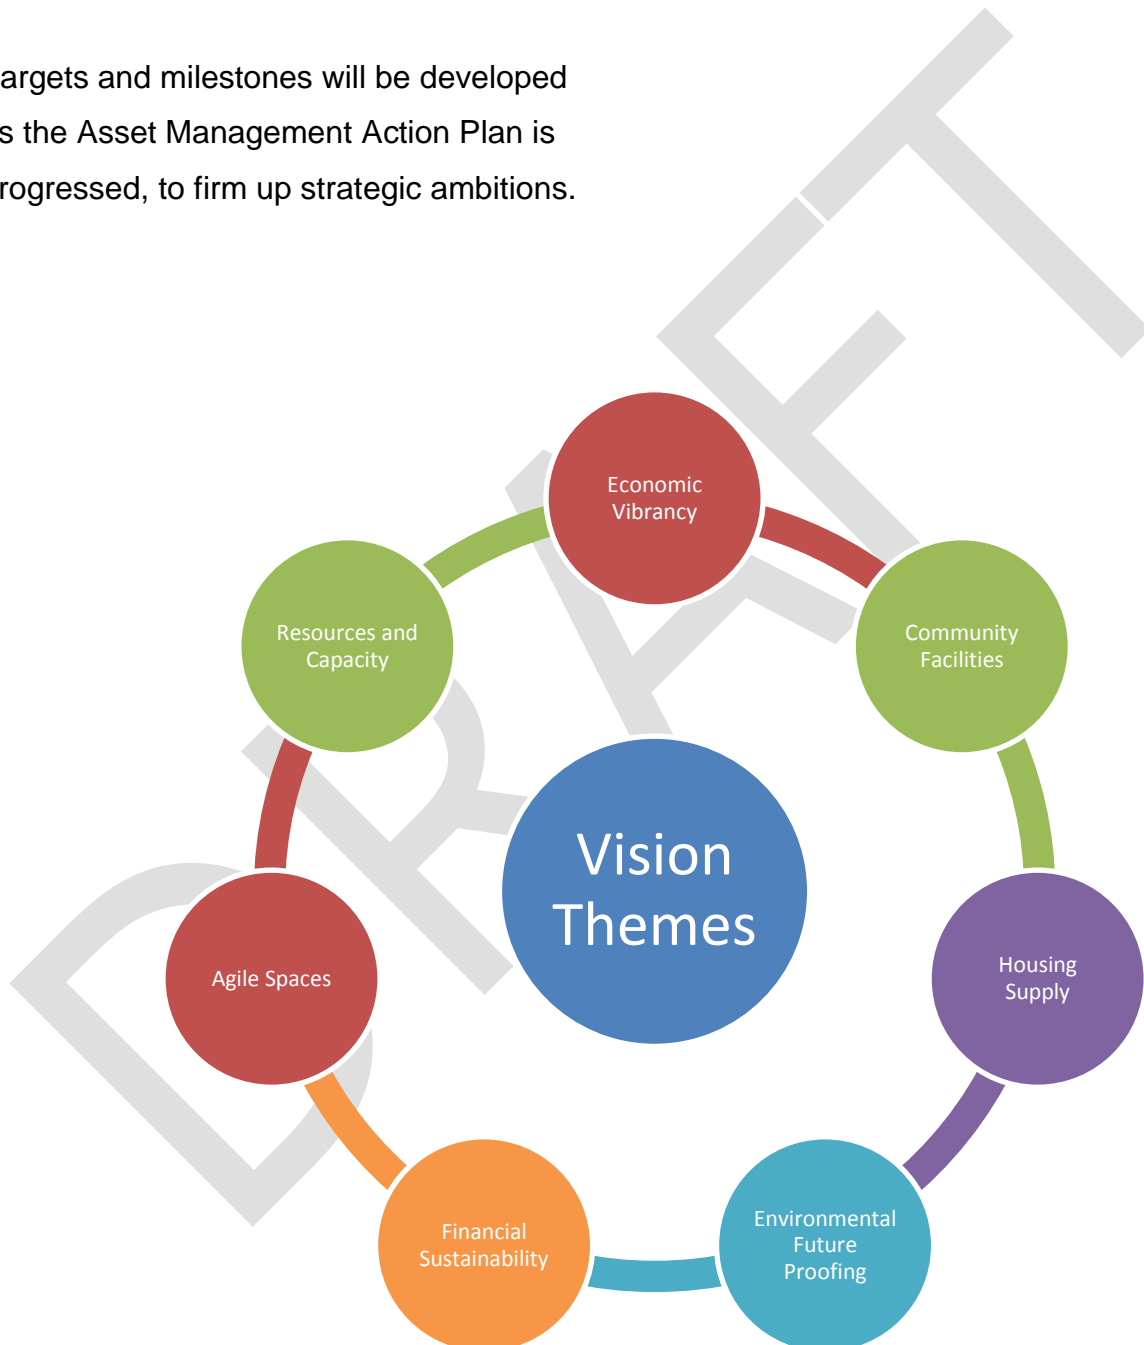 argets and milestones will be developed
s the Asset Management Action Plan is
rogressed, to firm up strategic ambitions.
DRAFT
Economic
Vibrancy
Community
Facilities
Housing
Supply
Environmental
Future
Proofing
Financial
Sustainability
Agile Spaces
Resources and
Capacity
Vision
Themes